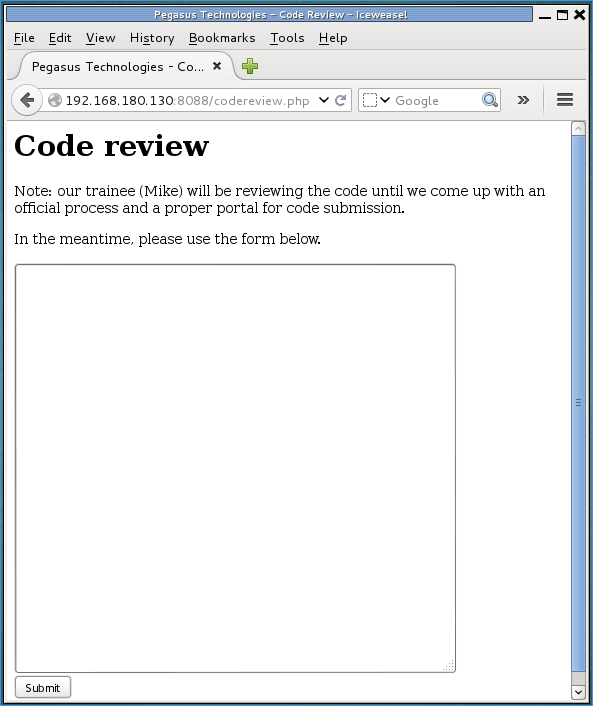 Pegasus Technologies - Code Review - Iceweasel
File Edit View History Bookmarks Tools Help
Pegasus Technologies - Co...
192.168.180.130:8088/codereview.php Google
Code review
Note: our trainee (Mike) will be reviewing the code until we come up with an
official process and a proper portal for code submission.
In the meantime, please use the form below.
Submit